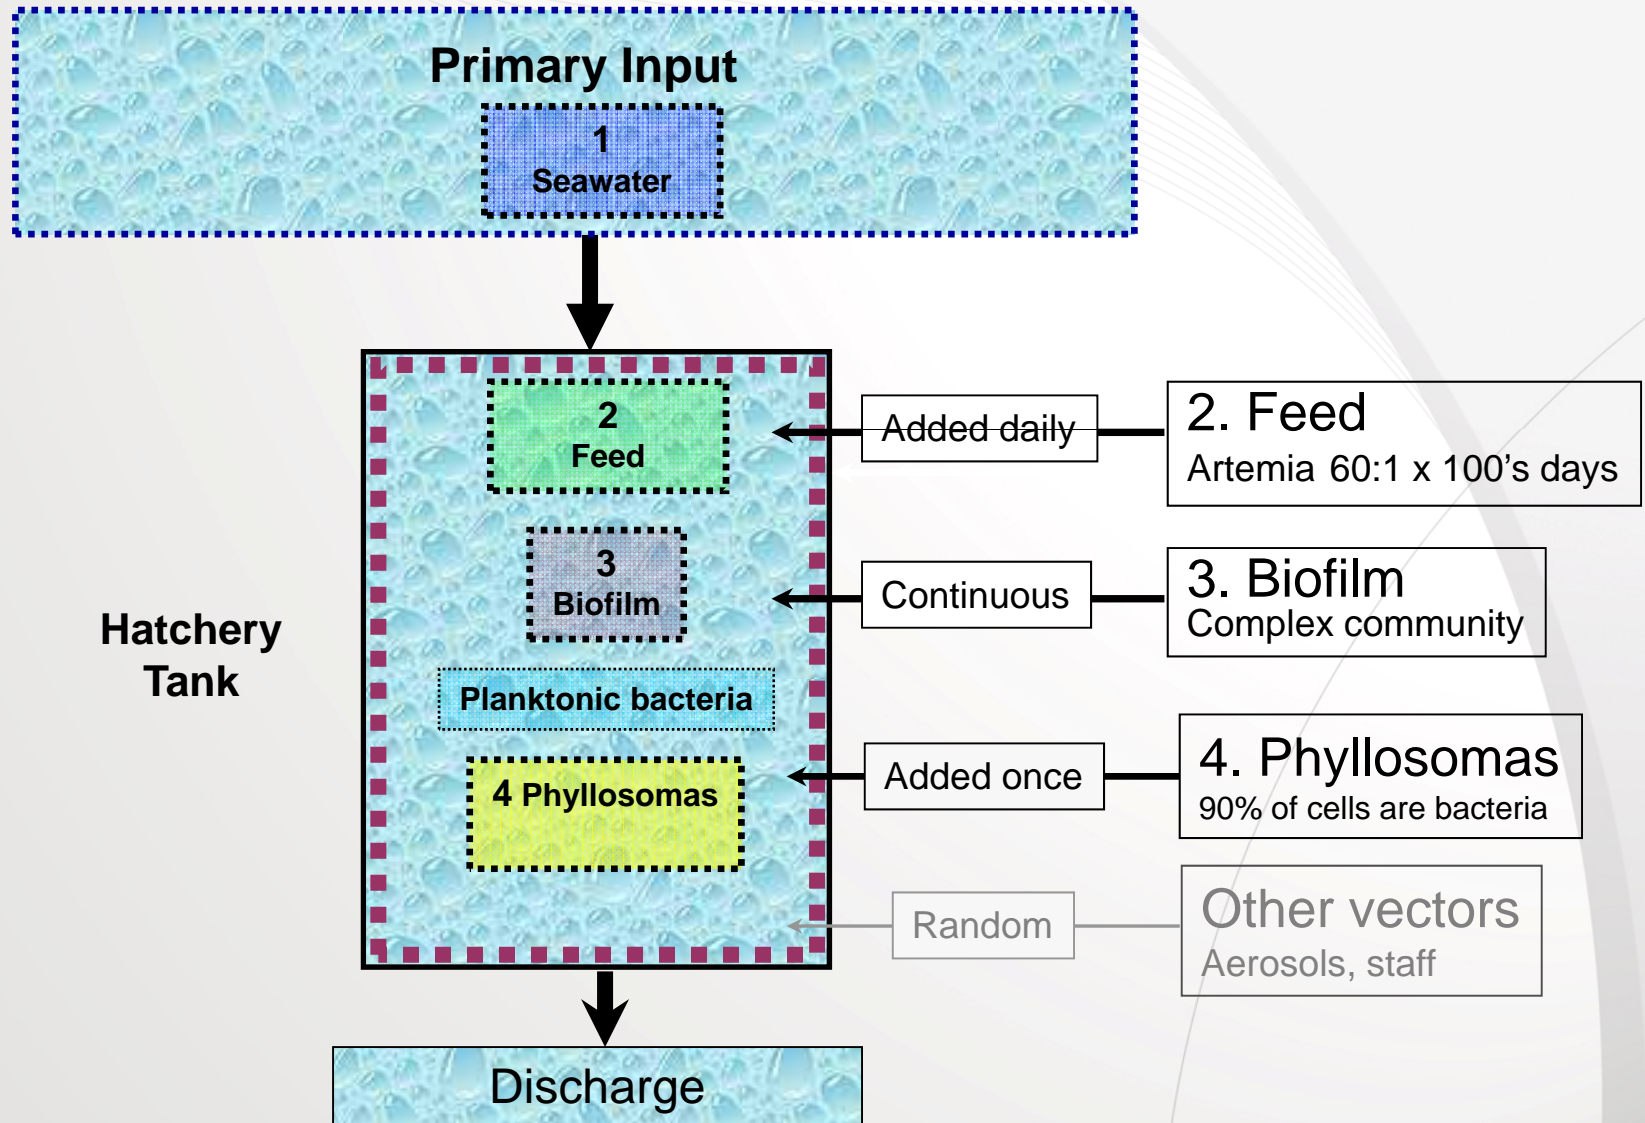 Primary Input
1
Seawater
Hatchery
Tank
2
Feed
3
Biofilm
Planktonic bacteria
4 Phyllosomas
Added daily
2. Feed
Artemia 60:1 x 100's days
Continuous
3. Biofilm
Complex community
Added once
4. Phyllosomas
90% of cells are bacteria
Random
Other vectors
Aerosols, staff
Discharge